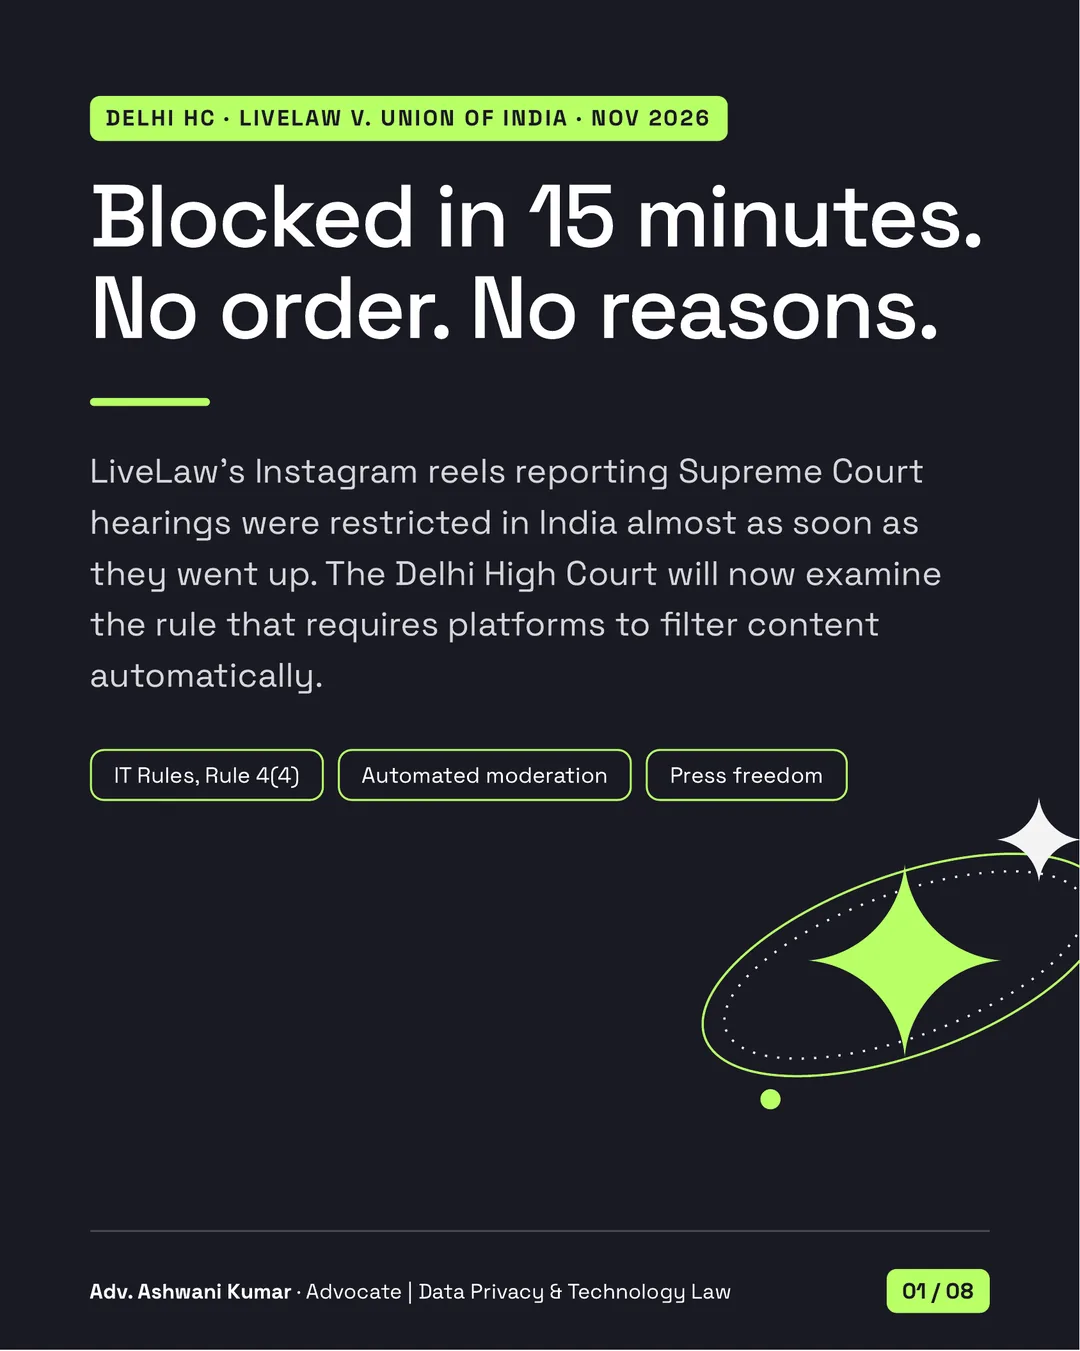 DELHI HC · LIVELAW V. UNION OF INDIA · NOV 2026
Blocked in 15 minutes.
No order. No reasons.
LiveLaw’s Instagram reels reporting Supreme Court
hearings were restricted in India almost as soon as
they went up. The Delhi High Court will now examine
the rule that requires platforms to filter content
automatically.
IT Rules, Rule 4(4)
Automated moderation
Press freedom
Adv. Ashwani Kumar · Advocate | Data Privacy & Technology Law
01 / 08